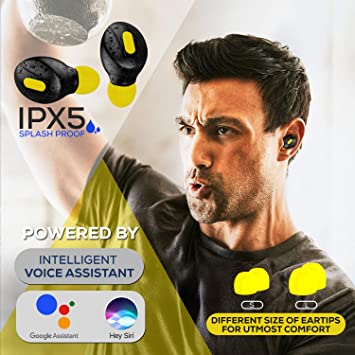 IPX5
SPLASH PROOF
POWERED BY
INTELLIGENT
VOICE ASSISTANT
Google Assistant
Hey Siri
S
L
DIFFERENT SIZE OF EARTIPS
FOR UTMOST COMFORT